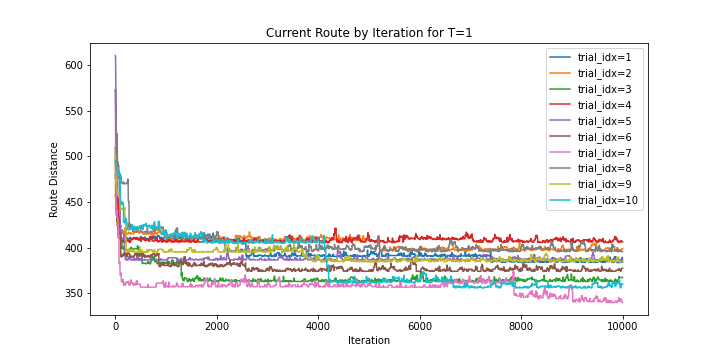 Current Route by Iteration for T=1
Route Distance
600
550
500
450
400
350
0
2000
4000
6000
8000
10000
Iteration
trial_idx=1
trial_idx=2
trial_idx=3
trial_idx=4
trial_idx=5
trial_idx=6
trial_idx=7
trial_idx=8
trial_idx=9
trial_idx=10